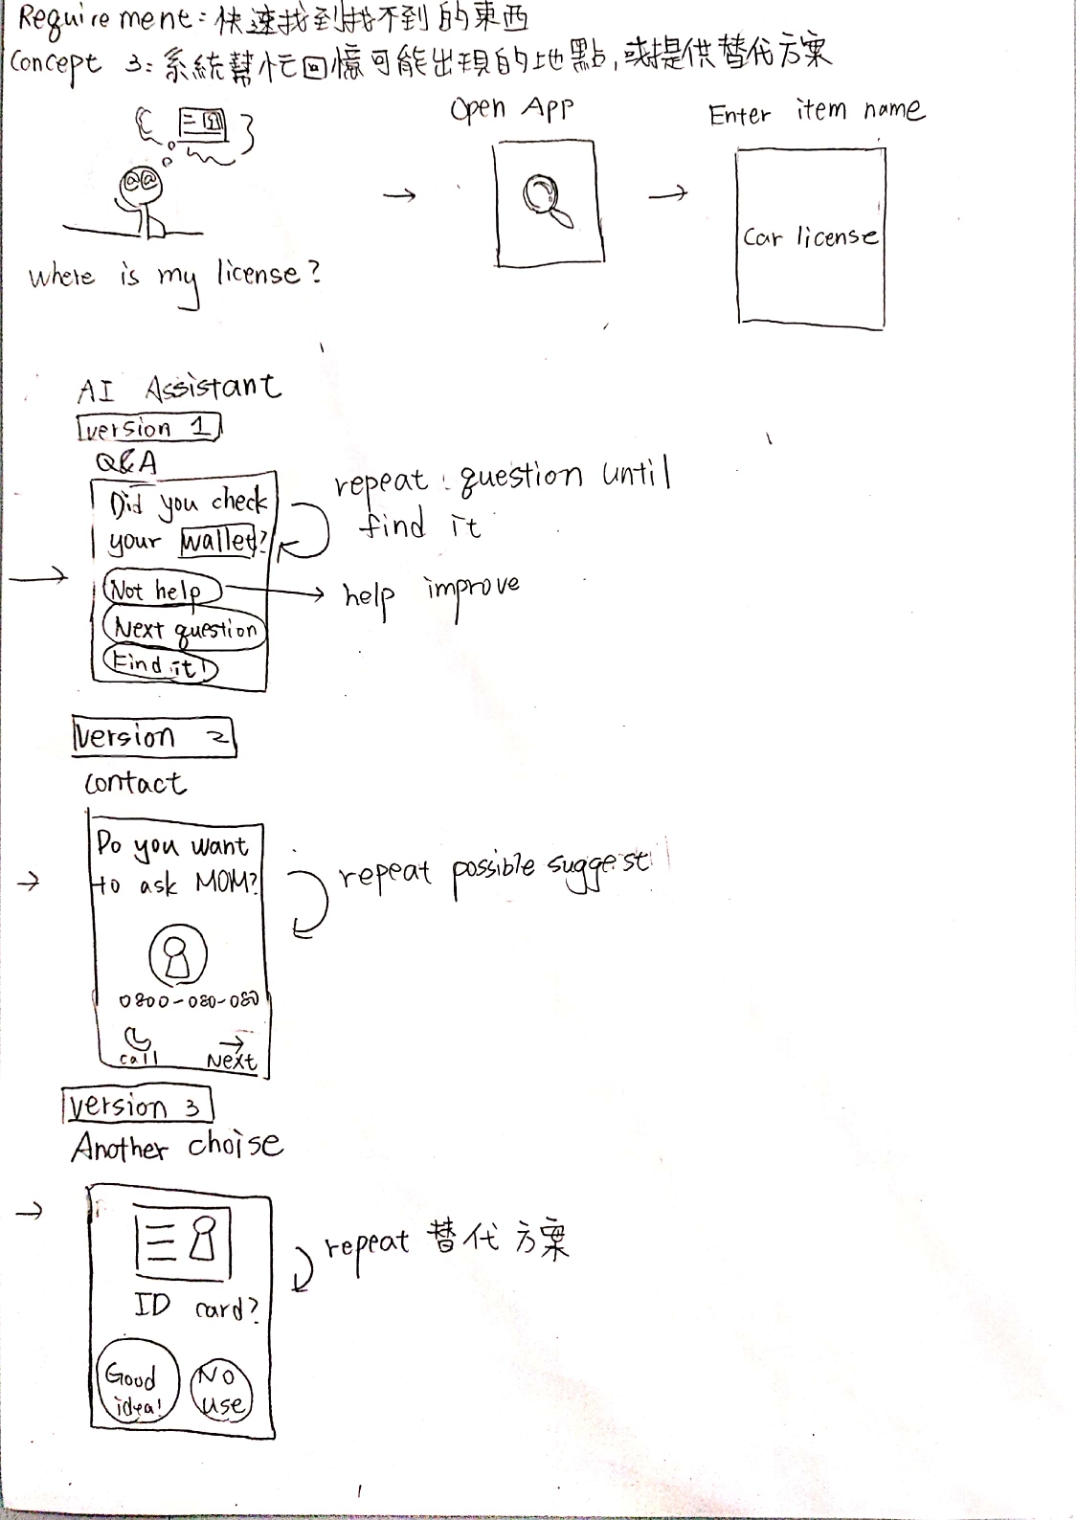 Requirement: 快速找到找不到的東西
Concept 3: 系統幫忙回憶可能出現的地點,或提供替代方案
Open App
Enter item name
Car license
where is my license?
AI Assistant
version 1
Q&A
Did you check
your wallet?
repeat question until
find it
Not help
help improve
Next question
Find it!
version 2
contact
Do you want
to ask MOM?
repeat possible suggest
0800-080-080
call
Next
version 3
Another choise
repeat 替代方案
ID card?
Good
idea!
No
use